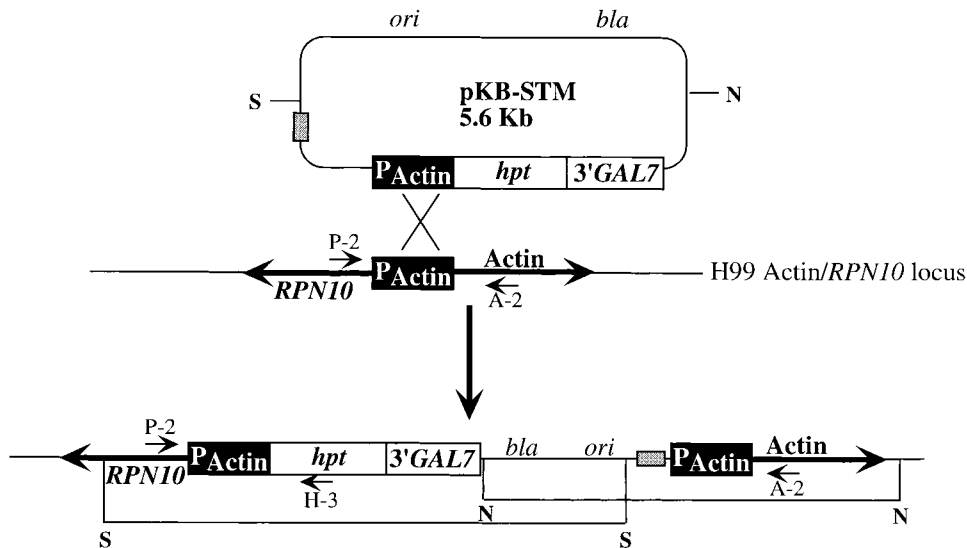 ori bla
S pKB-STM N
5.6 Kb
PActin hpt 3'GAL7
P-2 PActin Actin
RPN10 A-2 H99 Actin/RPN10 locus
P-2 PActin hpt 3'GAL7 bla ori PActin Actin
RPN10 H-3 A-2
N N
S S